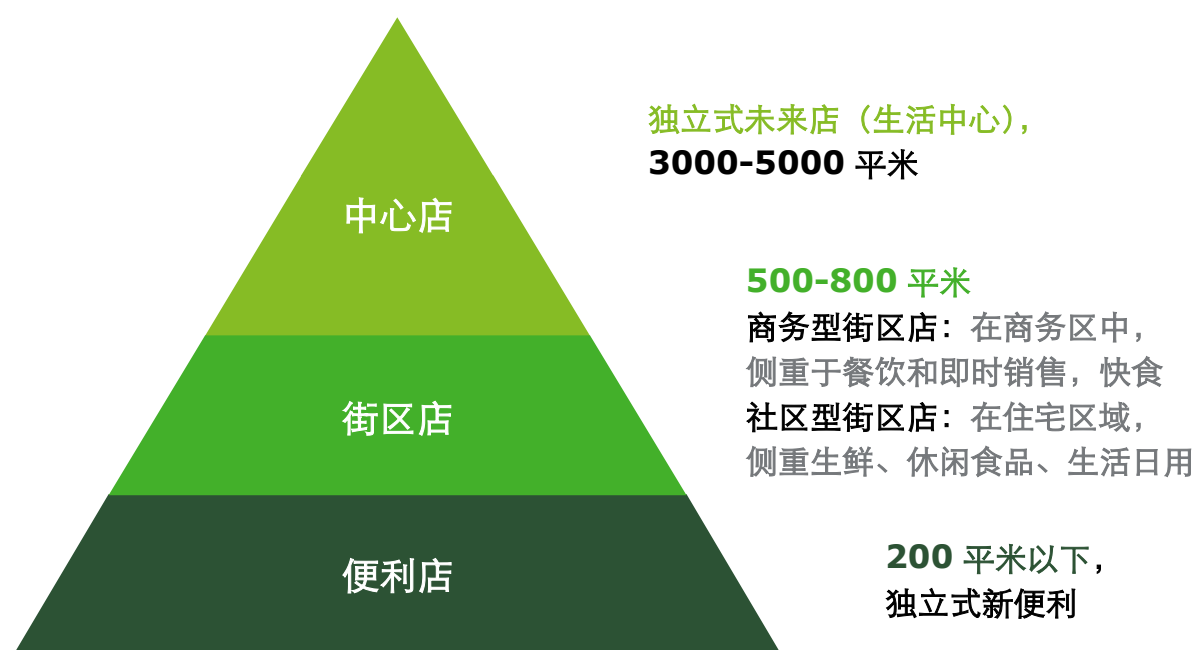 独立式未来店（生活中心），
3000-5000 平米
中心店
500-800 平米
商务型街区店：在商务区中，
侧重于餐饮和即时销售，快食
社区型街区店：在住宅区域，
侧重生鲜、休闲食品、生活日用
街区店
200 平米以下，
独立式新便利
便利店